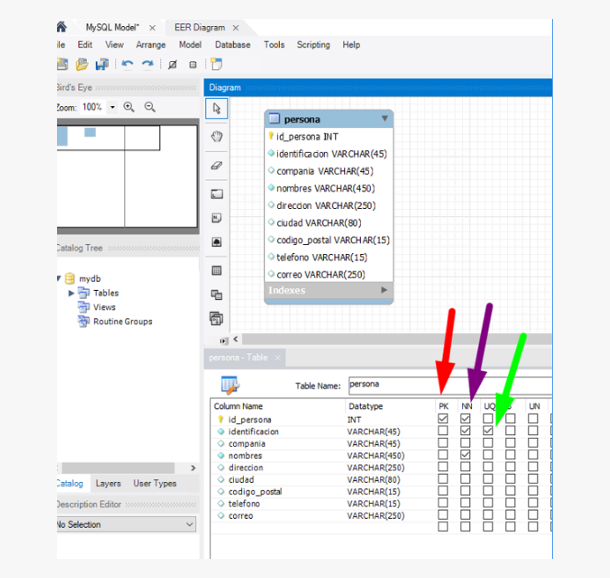 MySQL Model* × EER Diagram ×
ile Edit View Arrange Model Database Tools Scripting Help
Bird's Eye
Zoom: 100%
Diagram
persona
id_persona INT
identificacion VARCHAR(45)
compania VARCHAR(45)
nombres VARCHAR(450)
direccion VARCHAR(250)
ciudad VARCHAR(80)
codigo_postal VARCHAR(15)
telefono VARCHAR(15)
correo VARCHAR(250)
Indexes
Catalog Tree
mydb
Tables
Views
Routine Groups
Catalog Layers User Types
Description Editor
No Selection
persona - Table ×
Table Name: persona
Column Name Datatype PK NN UQ UN
id_persona INT
identificacion VARCHAR(45)
compania VARCHAR(45)
nombres VARCHAR(450)
direccion VARCHAR(250)
ciudad VARCHAR(80)
codigo_postal VARCHAR(15)
telefono VARCHAR(15)
correo VARCHAR(250)